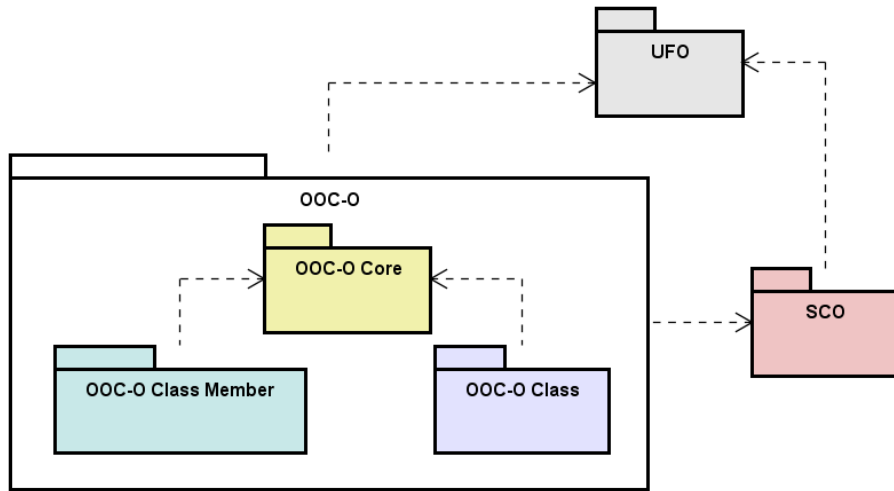 UFO
OOC-O
OOC-O Core
SCO
OOC-O Class Member
OOC-O Class